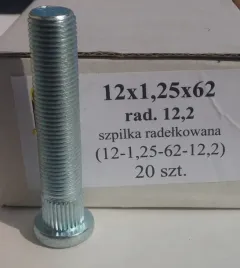 12x1,25x62
rad. 12,2
szpilka radełkowana
(12-1,25-62-12,2)
20 szt.